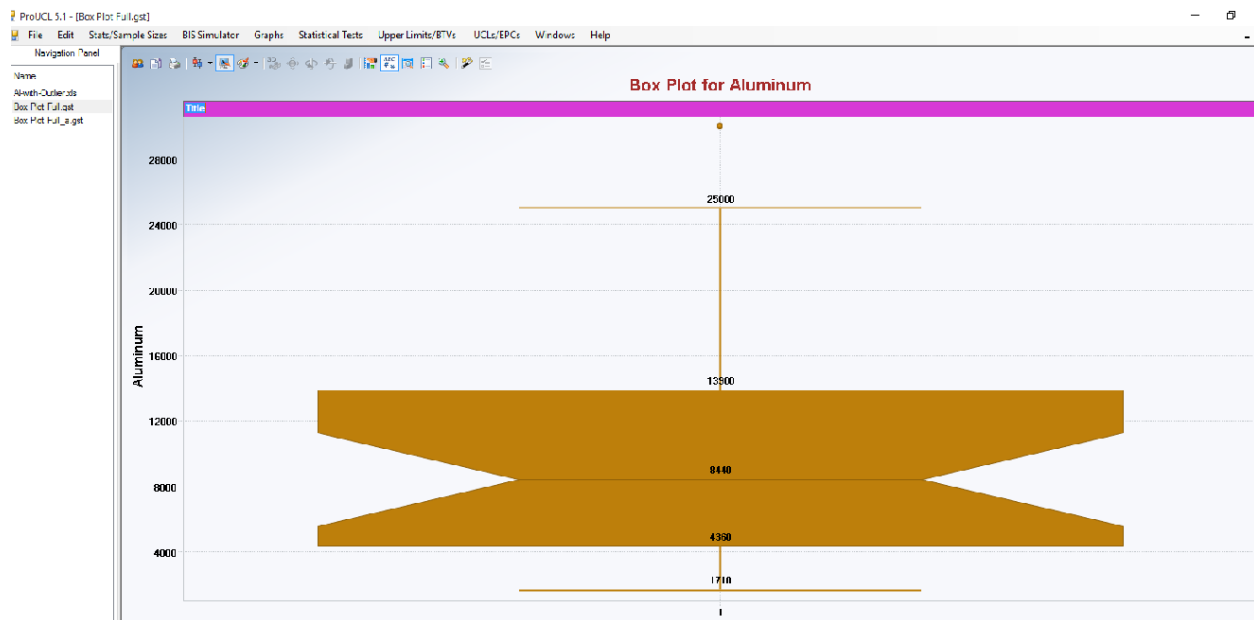 ProUCL 5.1 - [Box Plot Full.gst]
File Edit Stats/Sample Sizes BIS Simulator Graphs Statistical Tests Upper Limits/BTVs UCLs/EPCs Windows Help
Navigation Panel
Name
Al-with-Outlier.xls
Box Plot Full.gst
Box Plot Full_a.gst
Box Plot for Aluminum
Title
28000
25000
24000
20000
16000
Aluminum
13900
12000
8440
8000
4360
4000
1710